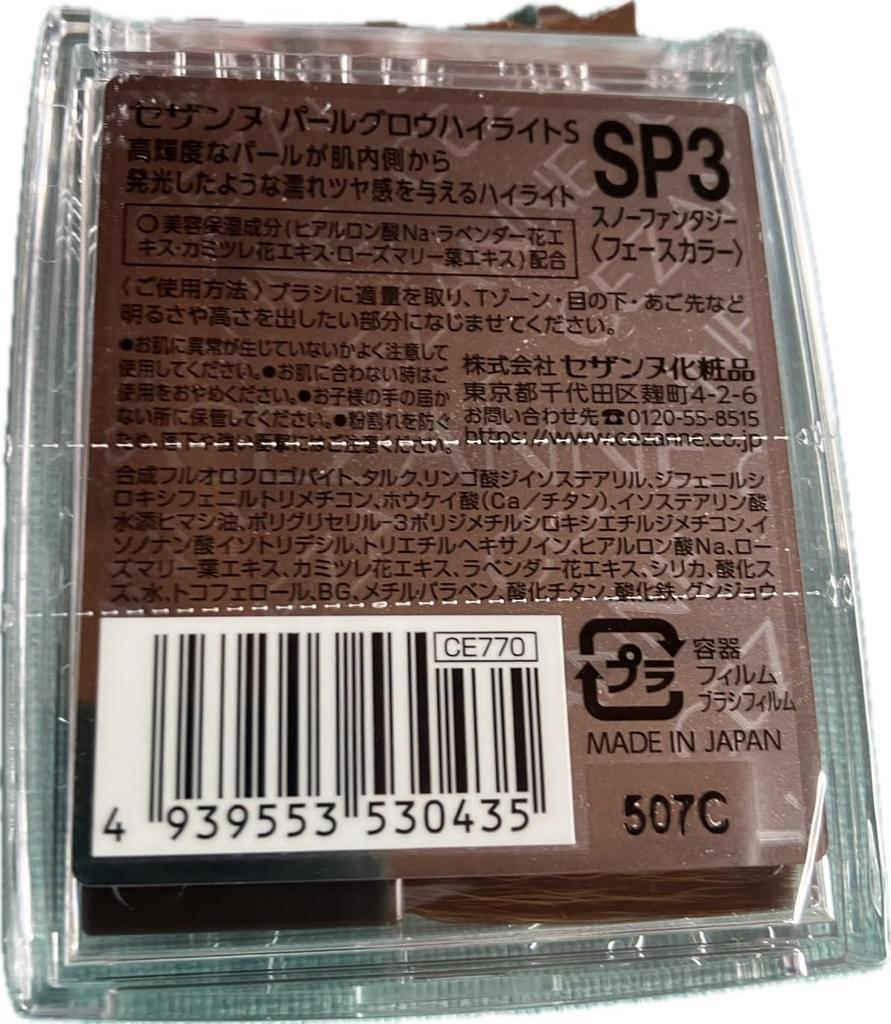 セザンヌ パールグロウハイライトS
SP3
高輝度なパールが肌内側から
発光したような濡れツヤ感を与えるハイライト
スノーファンタジー
〈フェースカラー〉
○美容保湿成分(ヒアルロン酸Na・ラベンダー花エ
キス・カミツレ花エキス・ローズマリー葉エキス)配合
〈ご使用方法〉ブラシに適量を取り、Tゾーン・目の下・あご先など
明るさや高さを出したい部分になじませてください。
●お肌に異常が生じていないかよく注意して
使用してください。●お肌に合わない時はご
使用をおやめください。●お子様の手の届か
ない所に保管してください。●粉割れを防ぐ
ため、落下や強い衝撃にはご注意ください。
株式会社 セザンヌ化粧品
東京都千代田区麹町4-2-6
お問い合わせ先☎0120-55-8515
https://www.cezanne.co.jp
合成フルオロフロゴパイト、タルク、リンゴ酸ジイソステアリル、ジフェニルシ
ロキシフェニルトリメチコン、ホウケイ酸(Ca/チタン)、イソステアリン酸
水添ヒマシ油、ポリグリセリル-3ポリジメチルシロキシエチルジメチコン、イ
ソノナン酸イソトリデシル、トリエチルヘキサノイン、ヒアルロン酸Na、ロー
ズマリー葉エキス、カミツレ花エキス、ラベンダー花エキス、シリカ、酸化ス
ズ、水、トコフェロール、BG、メチルパラベン、酸化チタン、酸化鉄、グンジョウ
CE770
4 939553 530435
プラ
容器
フィルム
ブラシフィルム
MADE IN JAPAN
507C